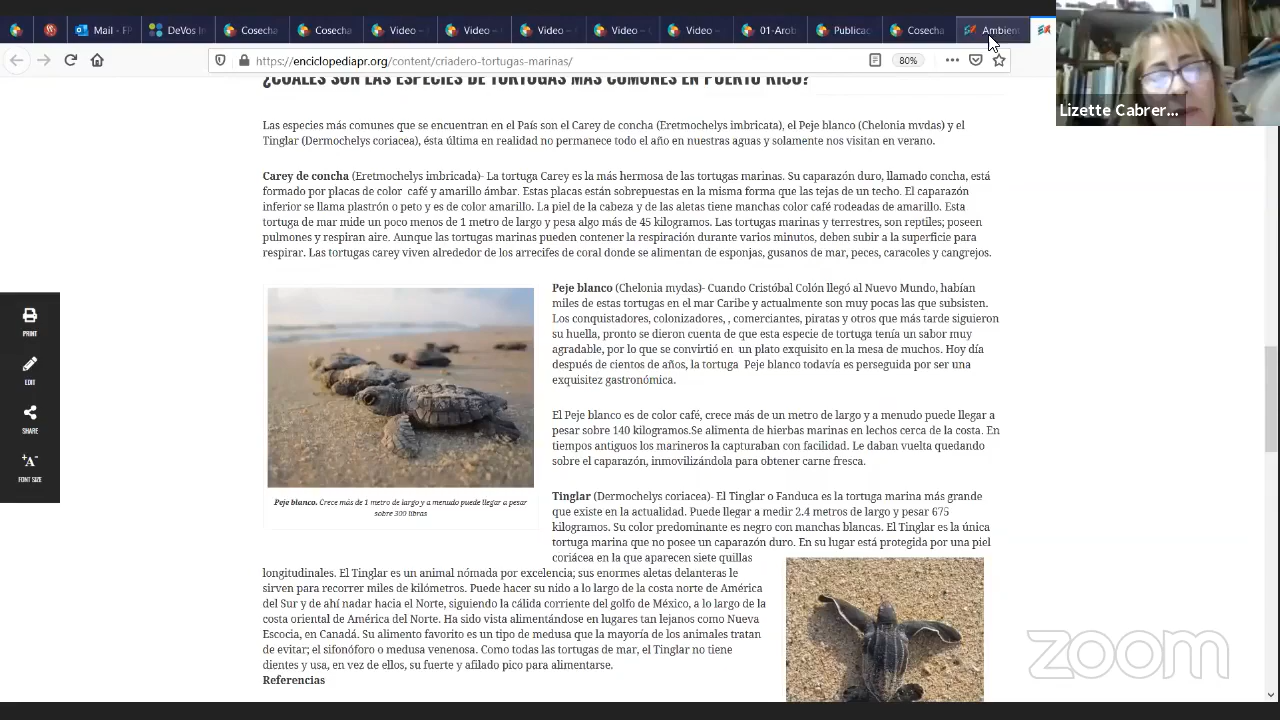 Mail - FP
DeVos In
Cosecha
Cosecha
Video –
Video –
Video –
Video –
Video –
01-Arob
Publicac
Cosecha
Ambien
https://enciclopediapr.org/content/criadero-tortugas-marinas/
80%
Lizette Cabrer...
¿CUÁLES SON LAS ESPECIES DE TORTUGAS MÁS COMUNES EN PUERTO RICO?
Las especies más comunes que se encuentran en el País son el Carey de concha (Eretmochelys imbricata), el Peje blanco (Chelonia mydas) y el
Tinglar (Dermochelys coriacea), ésta última en realidad no permanece todo el año en nuestras aguas y solamente nos visitan en verano.
Carey de concha (Eretmochelys imbricada)- La tortuga Carey es la más hermosa de las tortugas marinas. Su caparazón duro, llamado concha, está
formado por placas de color café y amarillo ámbar. Estas placas están sobrepuestas en la misma forma que las tejas de un techo. El caparazón
inferior se llama plastrón o peto y es de color amarillo. La piel de la cabeza y de las aletas tiene manchas color café rodeadas de amarillo. Esta
tortuga de mar mide un poco menos de 1 metro de largo y pesa algo más de 45 kilogramos. Las tortugas marinas y terrestres, son reptiles; poseen
pulmones y respiran aire. Aunque las tortugas marinas pueden contener la respiración durante varios minutos, deben subir a la superficie para
respirar. Las tortugas carey viven alrededor de los arrecifes de coral donde se alimentan de esponjas, gusanos de mar, peces, caracoles y cangrejos.
Peje blanco (Chelonia mydas)- Cuando Cristóbal Colón llegó al Nuevo Mundo, habían
miles de estas tortugas en el mar Caribe y actualmente son muy pocas las que subsisten.
Los conquistadores, colonizadores, , comerciantes, piratas y otros que más tarde siguieron
su huella, pronto se dieron cuenta de que esta especie de tortuga tenía un sabor muy
agradable, por lo que se convirtió en un plato exquisito en la mesa de muchos. Hoy día
después de cientos de años, la tortuga Peje blanco todavía es perseguida por ser una
exquisitez gastronómica.
El Peje blanco es de color café, crece más de un metro de largo y a menudo puede llegar a
pesar sobre 140 kilogramos.Se alimenta de hierbas marinas en lechos cerca de la costa. En
tiempos antiguos los marineros la capturaban con facilidad. Le daban vuelta quedando
sobre el caparazón, inmovilizándola para obtener carne fresca.
Peje blanco. Crece más de 1 metro de largo y a menudo puede llegar a pesar
sobre 300 libras
Tinglar (Dermochelys coriacea)- El Tinglar o Fanduca es la tortuga marina más grande
que existe en la actualidad. Puede llegar a medir 2.4 metros de largo y pesar 675
kilogramos. Su color predominante es negro con manchas blancas. El Tinglar es la única
tortuga marina que no posee un caparazón duro. En su lugar está protegida por una piel
coriácea en la que aparecen siete quillas
longitudinales. El Tinglar es un animal nómada por excelencia; sus enormes aletas delanteras le
sirven para recorrer miles de kilómetros. Puede hacer su nido a lo largo de la costa norte de América
del Sur y de ahí nadar hacia el Norte, siguiendo la cálida corriente del golfo de México, a lo largo de la
costa oriental de América del Norte. Ha sido vista alimentándose en lugares tan lejanos como Nueva
Escocia, en Canadá. Su alimento favorito es un tipo de medusa que la mayoría de los animales tratan
de evitar; el sifonóforo o medusa venenosa. Como todas las tortugas de mar, el Tinglar no tiene
dientes y usa, en vez de ellos, su fuerte y afilado pico para alimentarse.
Referencias
PRINT
EDIT
SHARE
A
FONT SIZE
zoom